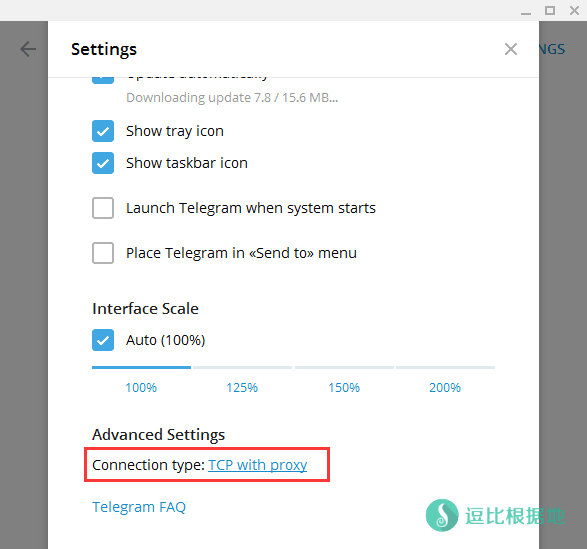 Settings
NGS
Update automatically
Downloading update 7.8 / 15.6 MB...
Show tray icon
Show taskbar icon
Launch Telegram when system starts
Place Telegram in «Send to» menu
Interface Scale
Auto (100%)
100% 125% 150% 200%
Advanced Settings
Connection type: TCP with proxy
Telegram FAQ
逗比根据地